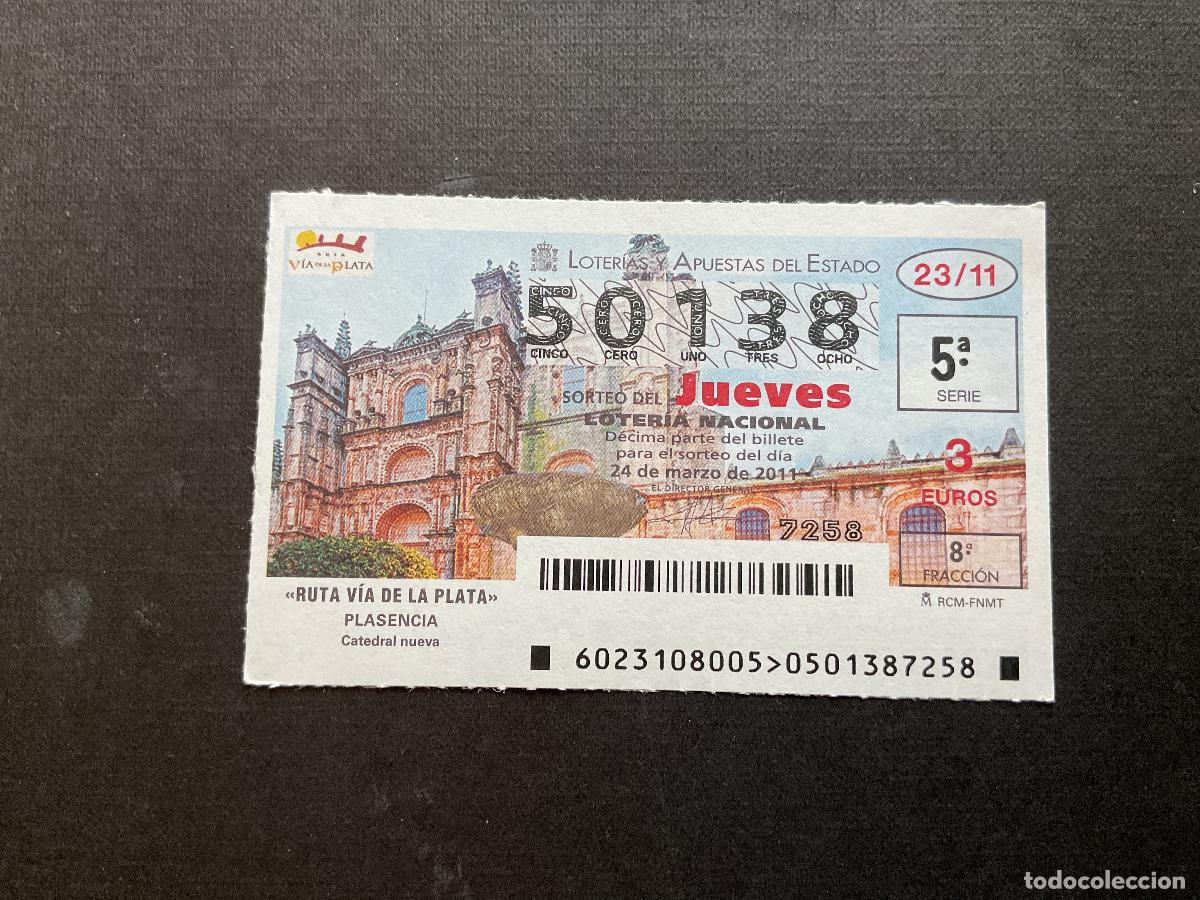 RUTA
VÍA DE LA PLATA
LOTERÍAS Y APUESTAS DEL ESTADO
23/11
50138
CINCO CERO UNO TRES OCHO
5ª
SERIE
SORTEO DEL Jueves
LOTERÍA NACIONAL
Décima parte del billete
para el sorteo del día
24 de marzo de 2011
EL DIRECTOR GENERAL
3
EUROS
7258
8ª
FRACCIÓN
M RCM-FNMT
«RUTA VÍA DE LA PLATA»
PLASENCIA
Catedral nueva
6023108005>0501387258
todocoleccion